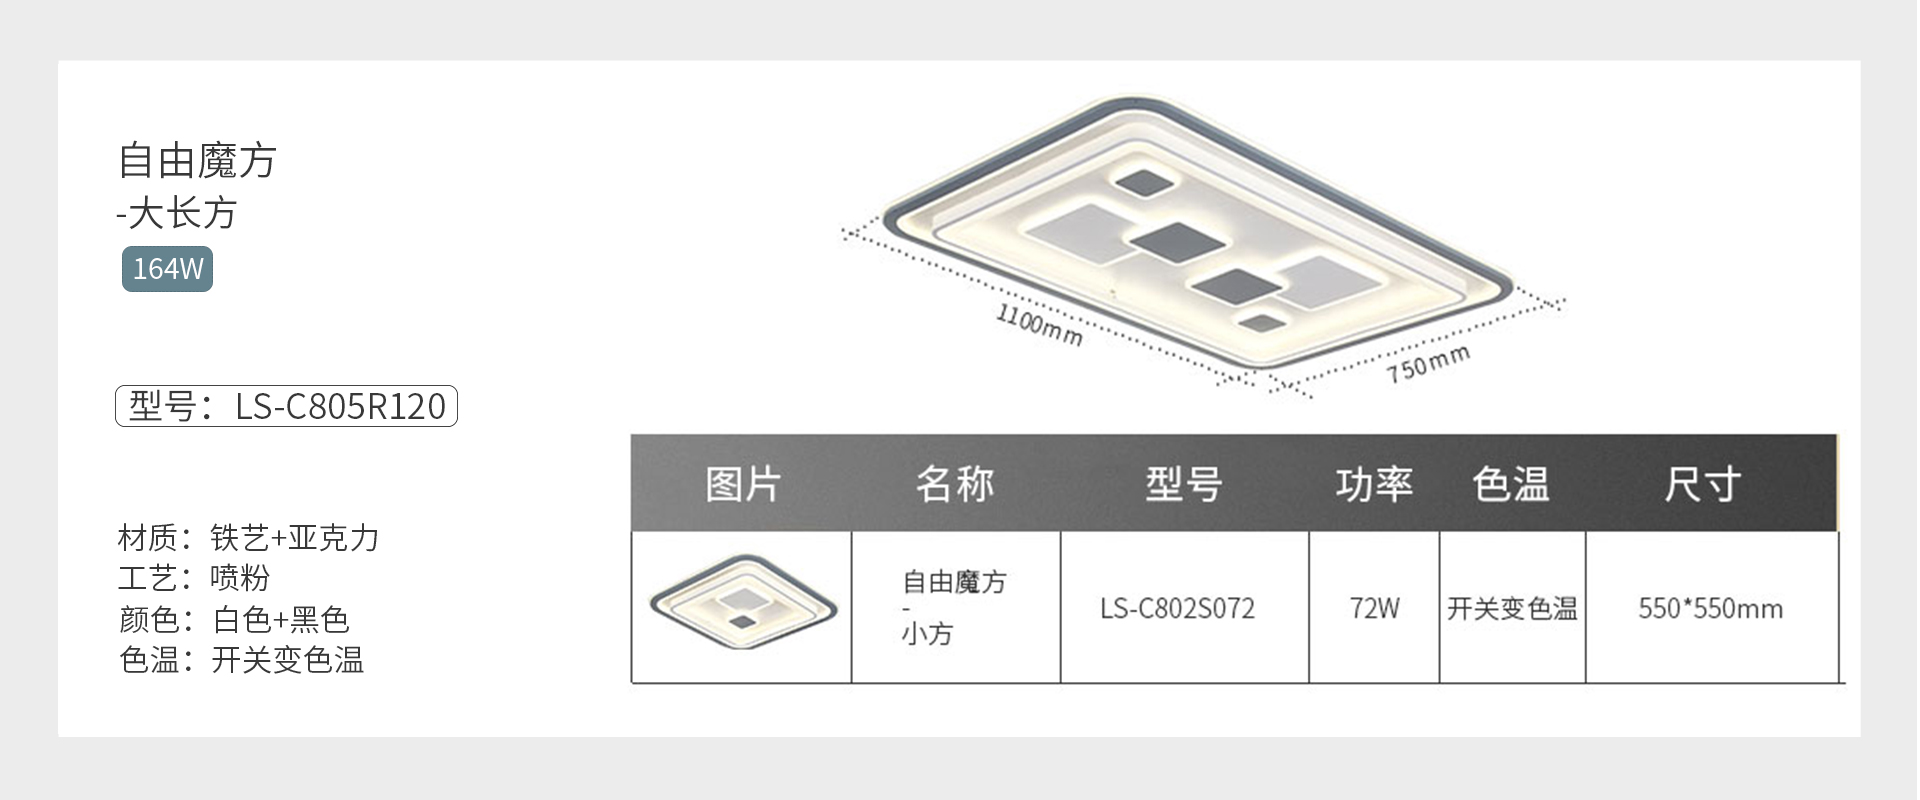 自由魔方
-大长方
164W
型号：LS-C805R120
材质：铁艺+亚克力
工艺：喷粉
颜色：白色+黑色
色温：开关变色温
1100mm
750mm
图片 名称 型号 功率 色温 尺寸
自由魔方
-
小方
LS-C802S072 72W 开关变色温 550*550mm